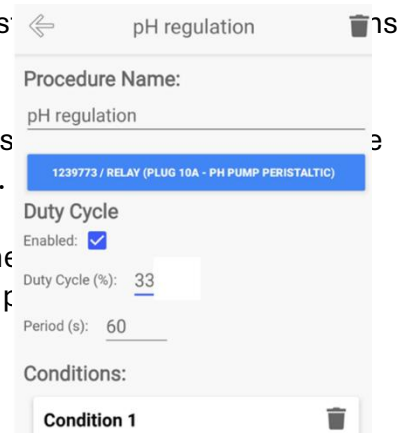 pH regulation
ns
Procedure Name:
pH regulation
e
1239773 / RELAY (PLUG 10A - PH PUMP PERISTALTIC)
Duty Cycle
Enabled:
Duty Cycle (%): 33
Period (s): 60
Conditions:
Condition 1